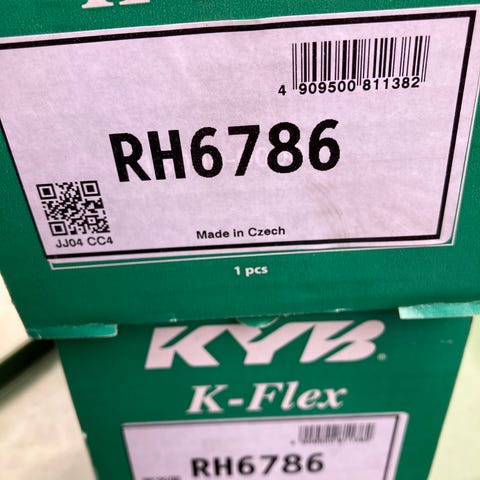 4 909500 811382
RH6786
JJ04 CC4
Made in Czech
1 pcs
KYB
K-Flex
RH6786